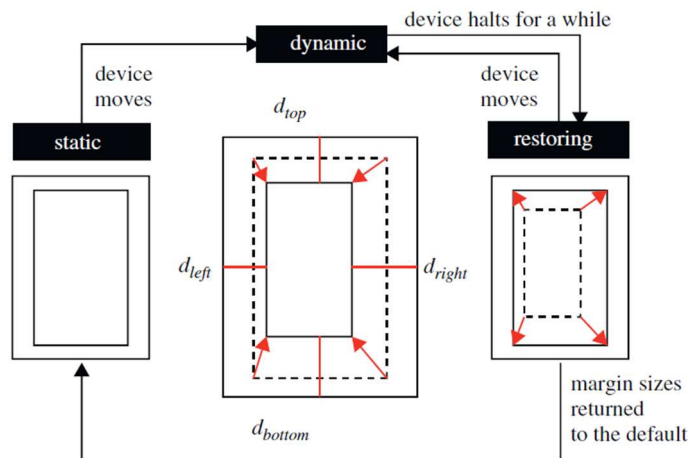 dynamic
device halts for a while
device
moves
device
moves
static
restoring
d_top
d_left
d_right
d_bottom
margin sizes
returned
to the default